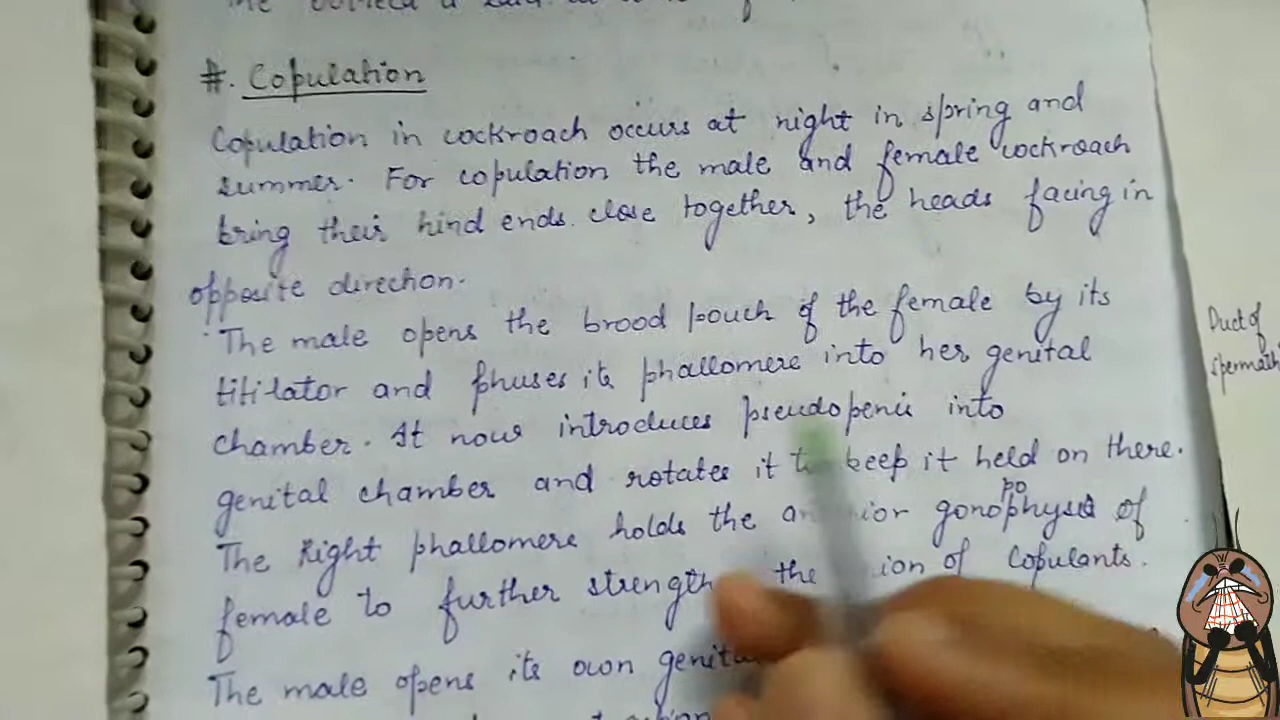 #. Copulation
Copulation in cockroach occurs at night in spring and
summer. For copulation the male and female cockroach
bring their hind ends close together, the heads facing in
opposite direction.
The male opens the brood pouch of the female by its
titilator and phuses its phallomere into her genital
chamber. It now introduces pseudopenis into
genital chamber and rotates it to keep it held on there.
The Right phallomere holds the gonopophysis of
female to further the of copulants.
The male opens its own
Duct of